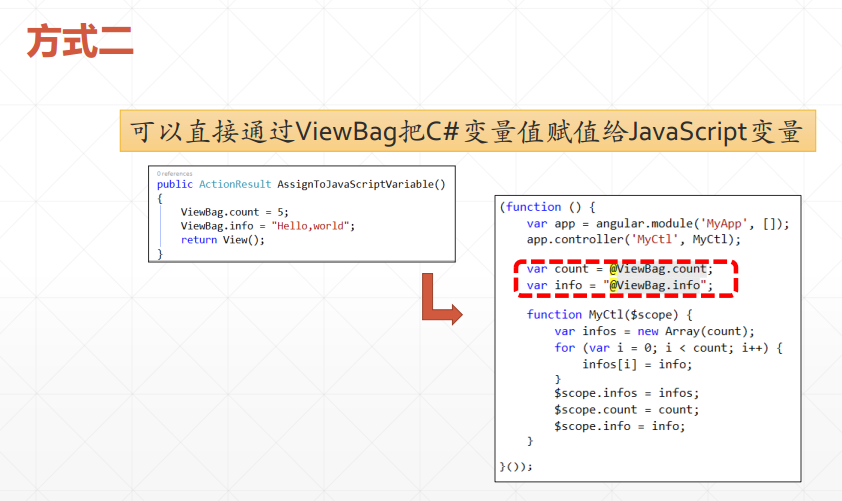 方式二
可以直接通过ViewBag把C#变量值赋值给JavaScript变量
0 references
public ActionResult AssignToJavaScriptVariable()
{
    ViewBag.count = 5;
    ViewBag.info = "Hello,world";
    return View();
}
(function () {
    var app = angular.module('MyApp', []);
    app.controller('MyCtl', MyCtl);
    var count = @ViewBag.count;
    var info = "@ViewBag.info";
    function MyCtl($scope) {
        var infos = new Array(count);
        for (var i = 0; i < count; i++) {
            infos[i] = info;
        }
        $scope.infos = infos;
        $scope.count = count;
        $scope.info = info;
    }
}());